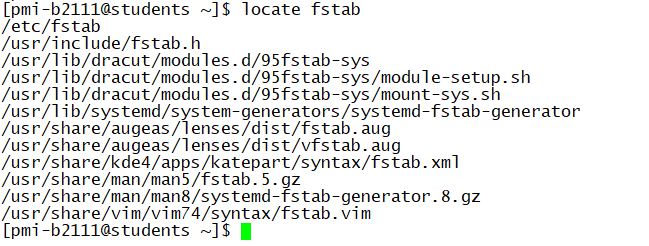 [pmi-b2111@students ~]$ locate fstab
/etc/fstab
/usr/include/fstab.h
/usr/lib/dracut/modules.d/95fstab-sys
/usr/lib/dracut/modules.d/95fstab-sys/module-setup.sh
/usr/lib/dracut/modules.d/95fstab-sys/mount-sys.sh
/usr/lib/systemd/system-generators/systemd-fstab-generator
/usr/share/augeas/lenses/dist/fstab.aug
/usr/share/augeas/lenses/dist/vfstab.aug
/usr/share/kde4/apps/katepart/syntax/fstab.xml
/usr/share/man/man5/fstab.5.gz
/usr/share/man/man8/systemd-fstab-generator.8.gz
/usr/share/vim/vim74/syntax/fstab.vim
[pmi-b2111@students ~]$